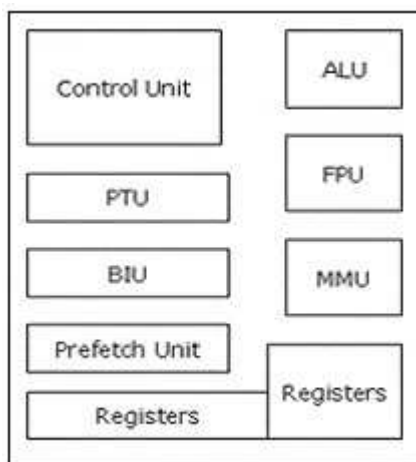 Control Unit
ALU
PTU
FPU
BIU
MMU
Prefetch Unit
Registers
Registers